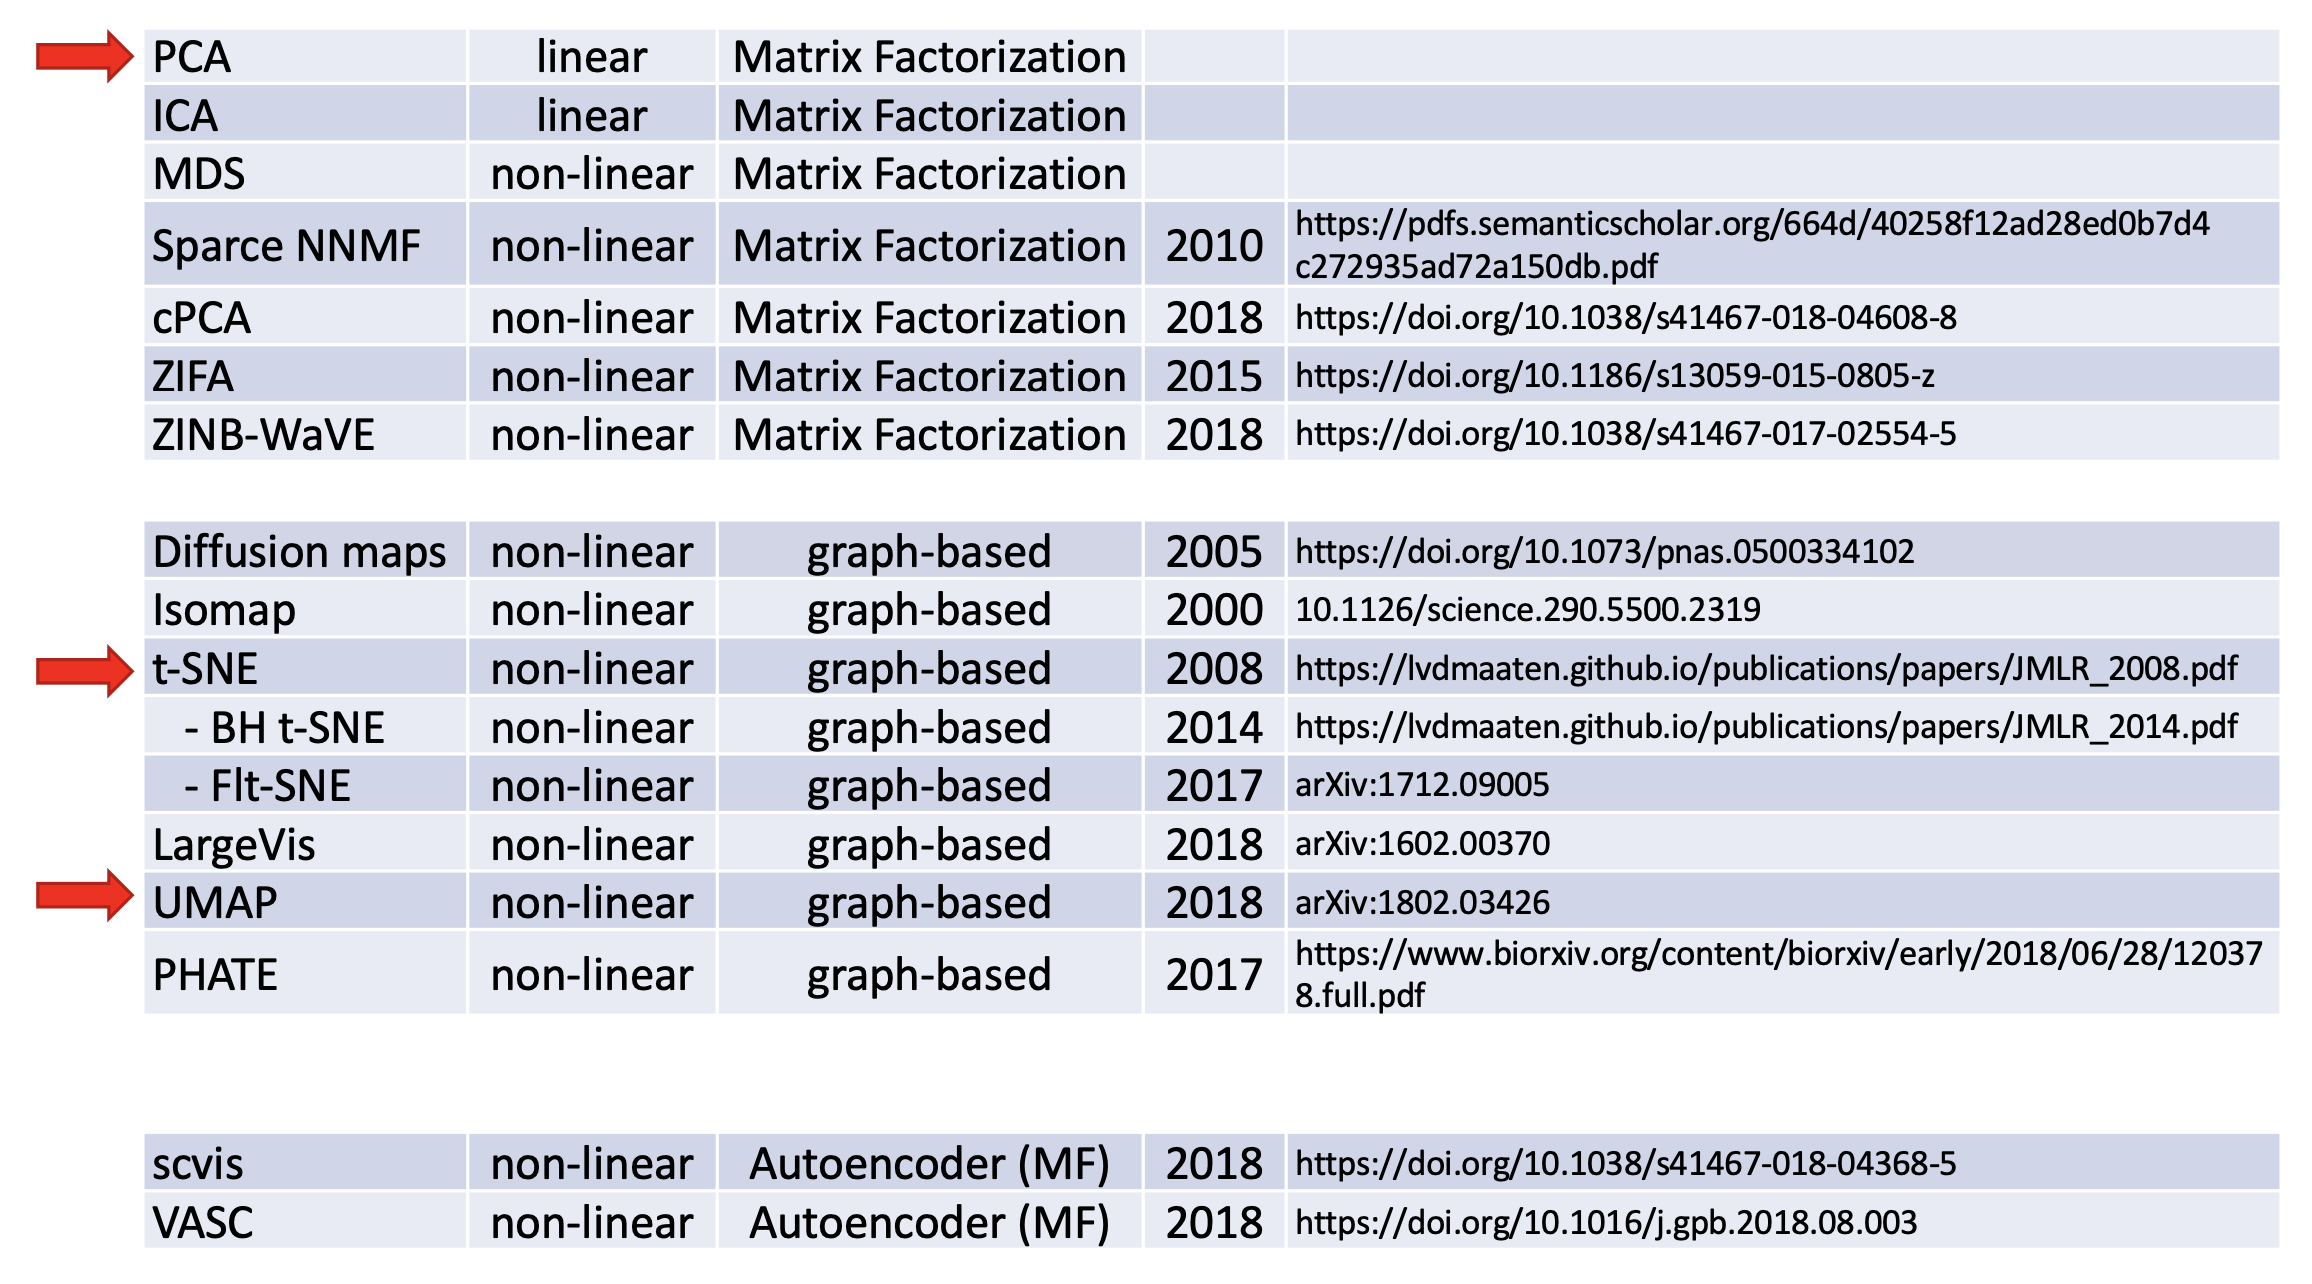 PCA linear Matrix Factorization
ICA linear Matrix Factorization
MDS non-linear Matrix Factorization
Sparce NNMF non-linear Matrix Factorization 2010 https://pdfs.semanticscholar.org/664d/40258f12ad28ed0b7d4
c272935ad72a150db.pdf
cPCA non-linear Matrix Factorization 2018 https://doi.org/10.1038/s41467-018-04608-8
ZIFA non-linear Matrix Factorization 2015 https://doi.org/10.1186/s13059-015-0805-z
ZINB-WaVE non-linear Matrix Factorization 2018 https://doi.org/10.1038/s41467-017-02554-5
Diffusion maps non-linear graph-based 2005 https://doi.org/10.1073/pnas.0500334102
Isomap non-linear graph-based 2000 10.1126/science.290.5500.2319
t-SNE non-linear graph-based 2008 https://lvdmaaten.github.io/publications/papers/JMLR_2008.pdf
- BH t-SNE non-linear graph-based 2014 https://lvdmaaten.github.io/publications/papers/JMLR_2014.pdf
- Flt-SNE non-linear graph-based 2017 arXiv:1712.09005
LargeVis non-linear graph-based 2018 arXiv:1602.00370
UMAP non-linear graph-based 2018 arXiv:1802.03426
PHATE non-linear graph-based 2017 https://www.biorxiv.org/content/biorxiv/early/2018/06/28/12037
8.full.pdf
scvis non-linear Autoencoder (MF) 2018 https://doi.org/10.1038/s41467-018-04368-5
VASC non-linear Autoencoder (MF) 2018 https://doi.org/10.1016/j.gpb.2018.08.003